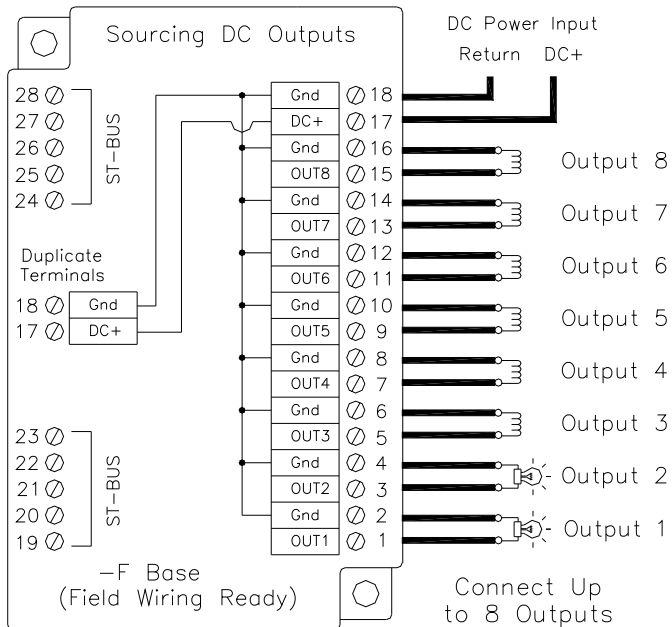 Sourcing DC Outputs
DC Power Input
Return DC+
28
27
26
25
24
ST-BUS
Duplicate
Terminals
18 Gnd
17 DC+
23
22
21
20
19
ST-BUS
-F Base
(Field Wiring Ready)
Gnd 18
DC+ 17
Gnd 16
OUT8 15
Output 8
Gnd 14
OUT7 13
Output 7
Gnd 12
OUT6 11
Output 6
Gnd 10
OUT5 9
Output 5
Gnd 8
OUT4 7
Output 4
Gnd 6
OUT3 5
Output 3
Gnd 4
OUT2 3
Output 2
Gnd 2
OUT1 1
Output 1
Connect Up
to 8 Outputs